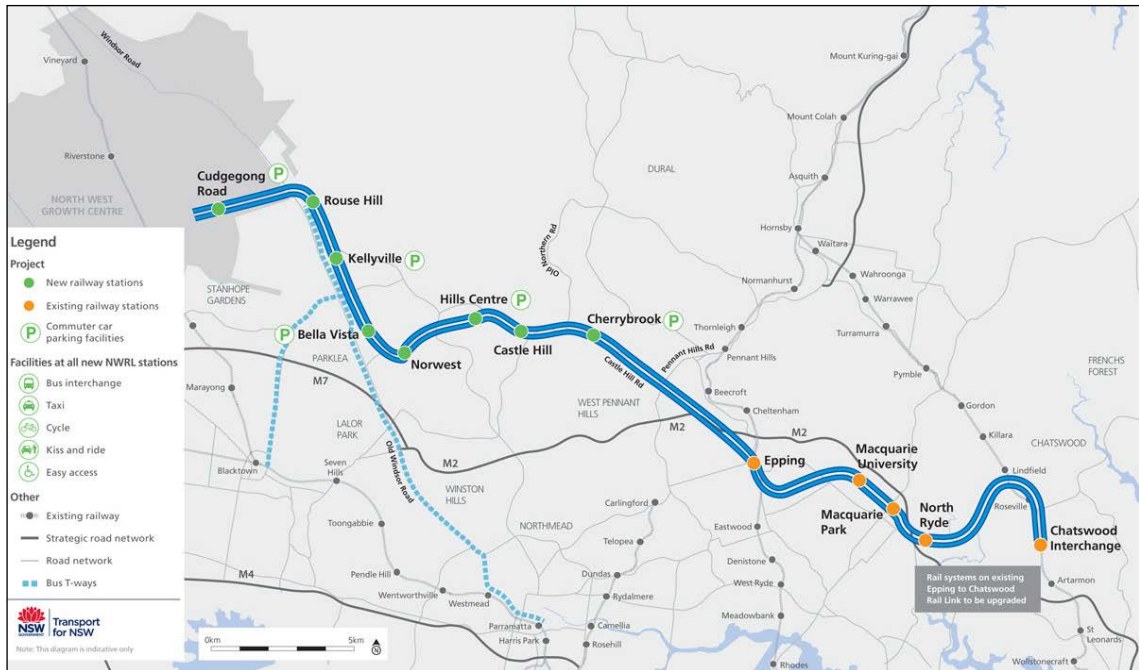 Windsor Road
Vineyard
Riverstone
NORTH WEST
GROWTH CENTRE
Cudgegong
Road
P
Rouse Hill
Kellyville
P
STANHOPE
GARDENS
P
Bella Vista
PARKLEA
Norwest
Hills Centre
P
Castle Hill
Cherrybrook
P
Old Northern Rd
DURAL
Mount Kuring-gai
Mount Colah
Asquith
Hornsby
Waitara
Normanhurst
Wahroonga
Warrawee
Thornleigh
Turramurra
Pennant Hills Rd
Pennant Hills
Pymble
FRENCHS
FOREST
Castle Hill Rd
Beecroft
Cheltenham
WEST PENNANT
HILLS
Gordon
Killara
CHATSWOOD
Lindfield
Roseville
M7
Marayong
LALOR
PARK
Old Windsor Road
M2
M2
M2
Blacktown
Seven
Hills
WINSTON
HILLS
Toongabbie
NORTHMEAD
Epping
Macquarie
University
Macquarie
Park
North
Ryde
Chatswood
Interchange
Carlingford
Eastwood
Telopea
Denistone
Dundas
West Ryde
Rydalmere
Meadowbank
Camellia
Rosehill
Rhodes
Pendle Hill
M4
Wentworthville
Westmead
Parramatta
Harris Park
Artarmon
St
Leonards
Wollstonecraft
Rail systems on existing
Epping to Chatswood
Rail Link to be upgraded
Legend
Project
New railway stations
Existing railway stations
P
Commuter car
parking facilities
Facilities at all new NWRL stations
Bus interchange
Taxi
Cycle
Kiss and ride
Easy access
Other
Existing railway
Strategic road network
Road network
Bus T-ways
NSW
GOVERNMENT
Transport
for NSW
Note: This diagram is indicative only
0km
5km
N